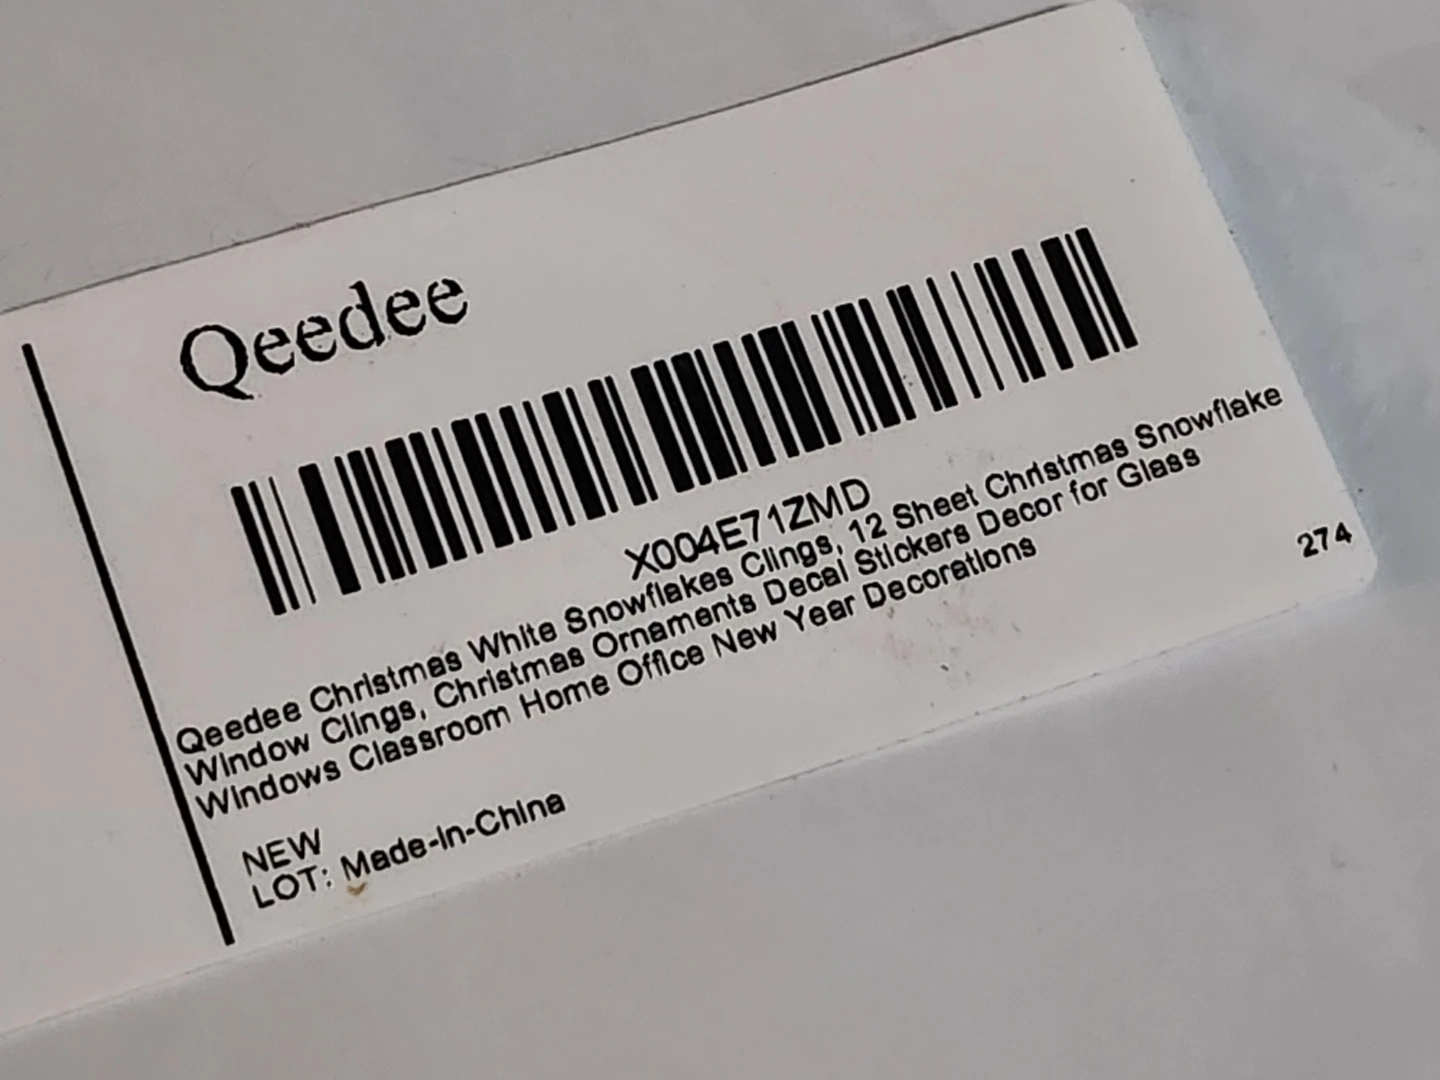 Qeedee
X004E71ZMD
Qeedee Christmas White Snowflakes Clings, 12 Sheet Christmas Snowflake
Window Clings, Christmas Ornaments Decal Stickers Decor for Glass
Windows Classroom Home Office New Year Decorations
274
NEW
LOT: Made-in-China